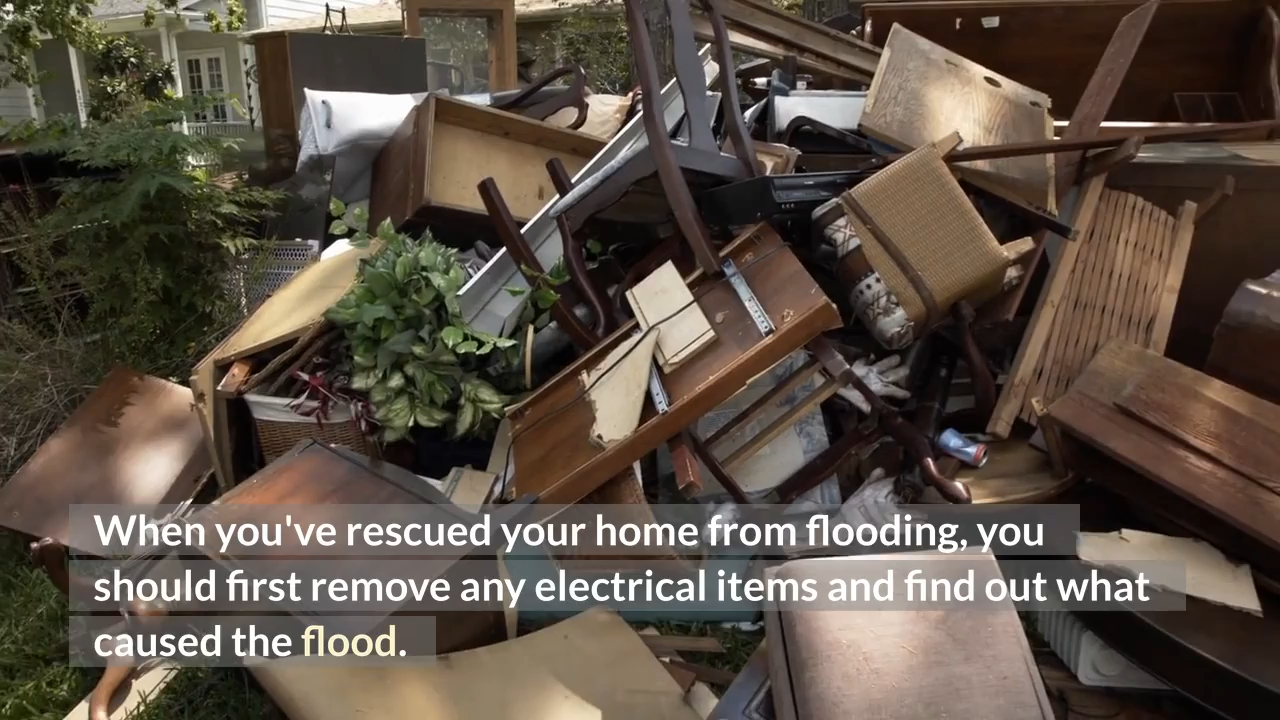 When you've rescued your home from flooding, you
should first remove any electrical items and find out what
caused the flood.